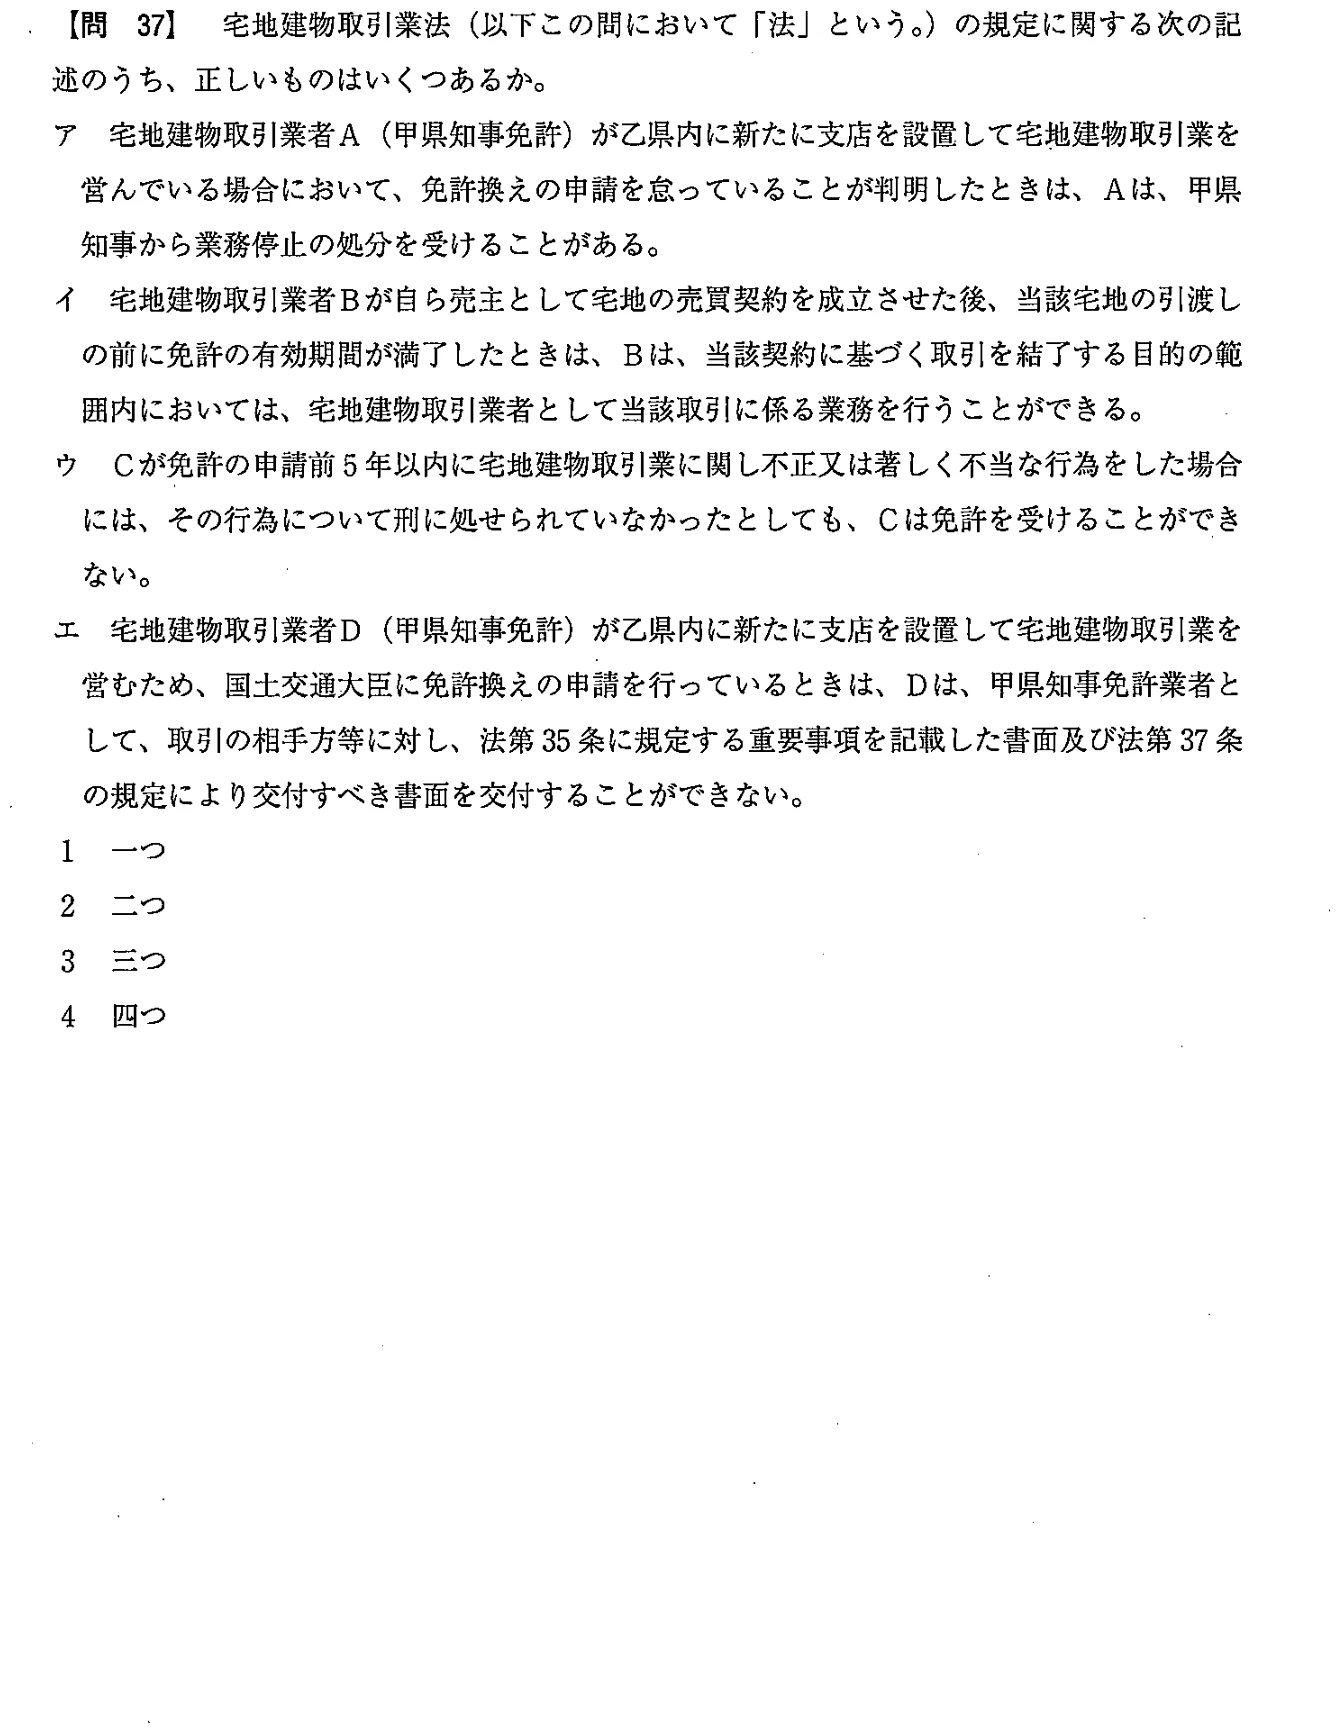 【問　37】　宅地建物取引業法（以下この問において「法」という。）の規定に関する次の記
述のうち、正しいものはいくつあるか。
ア　宅地建物取引業者A（甲県知事免許）が乙県内に新たに支店を設置して宅地建物取引業を
営んでいる場合において、免許換えの申請を怠っていることが判明したときは、Aは、甲県
知事から業務停止の処分を受けることがある。
イ　宅地建物取引業者Bが自ら売主として宅地の売買契約を成立させた後、当該宅地の引渡し
の前に免許の有効期間が満了したときは、Bは、当該契約に基づく取引を結了する目的の範
囲内においては、宅地建物取引業者として当該取引に係る業務を行うことができる。
ウ　Cが免許の申請前5年以内に宅地建物取引業に関し不正又は著しく不当な行為をした場合
には、その行為について刑に処せられていなかったとしても、Cは免許を受けることができ
ない。
エ　宅地建物取引業者D（甲県知事免許）が乙県内に新たに支店を設置して宅地建物取引業を
営むため、国土交通大臣に免許換えの申請を行っているときは、Dは、甲県知事免許業者と
して、取引の相手方等に対し、法第35条に規定する重要事項を記載した書面及び法第37条
の規定により交付すべき書面を交付することができない。
1　一つ
2　二つ
3　三つ
4　四つ